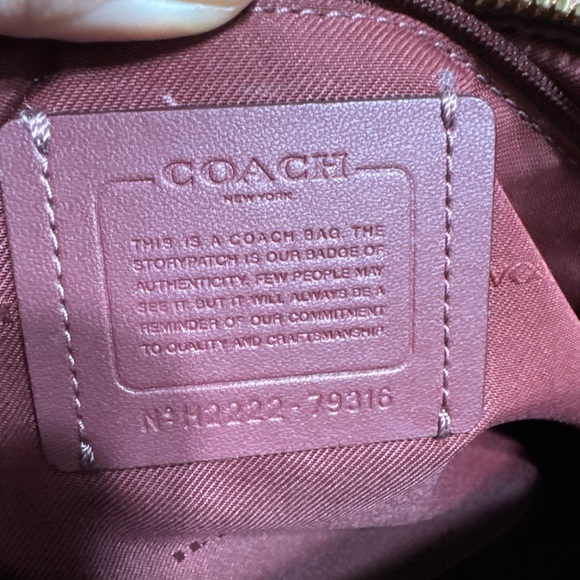 COACH
NEW YORK
THIS IS A COACH BAG. THE
STORYPATCH IS OUR BADGE OF
AUTHENTICITY. FEW PEOPLE MAY
SEE IT, BUT IT WILL ALWAYS BE A
REMINDER OF OUR COMMITMENT
TO QUALITY AND CRAFTSMANSHIP.
Nº H2222-79316